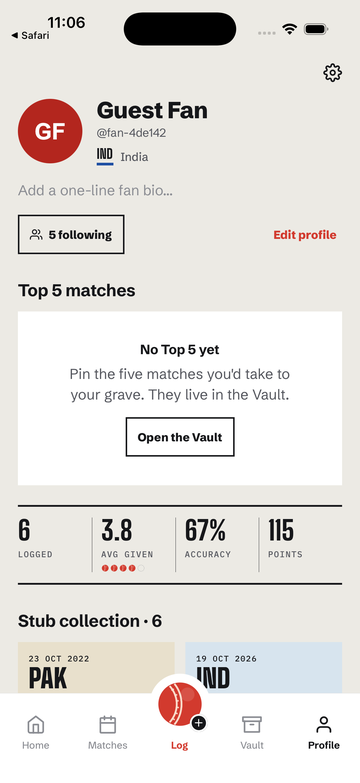 11:06
Safari
GF
Guest Fan
@fan-4de142
IND India
Add a one-line fan bio...
5 following
Edit profile
Top 5 matches
No Top 5 yet
Pin the five matches you'd take to
your grave. They live in the Vault.
Open the Vault
6 3.8 67% 115
LOGGED AVG GIVEN ACCURACY POINTS
Stub collection · 6
23 OCT 2022 19 OCT 2026
PAK IND
Home Matches Log Vault Profile